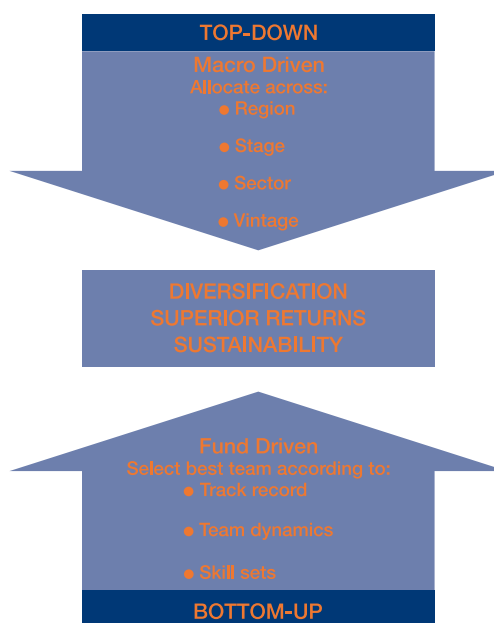 TOP-DOWN
Macro Driven
Allocate across:
● Region
● Stage
● Sector
● Vintage
DIVERSIFICATION
SUPERIOR RETURNS
SUSTAINABILITY
Fund Driven
Select best team according to:
● Track record
● Team dynamics
● Skill sets
BOTTOM-UP